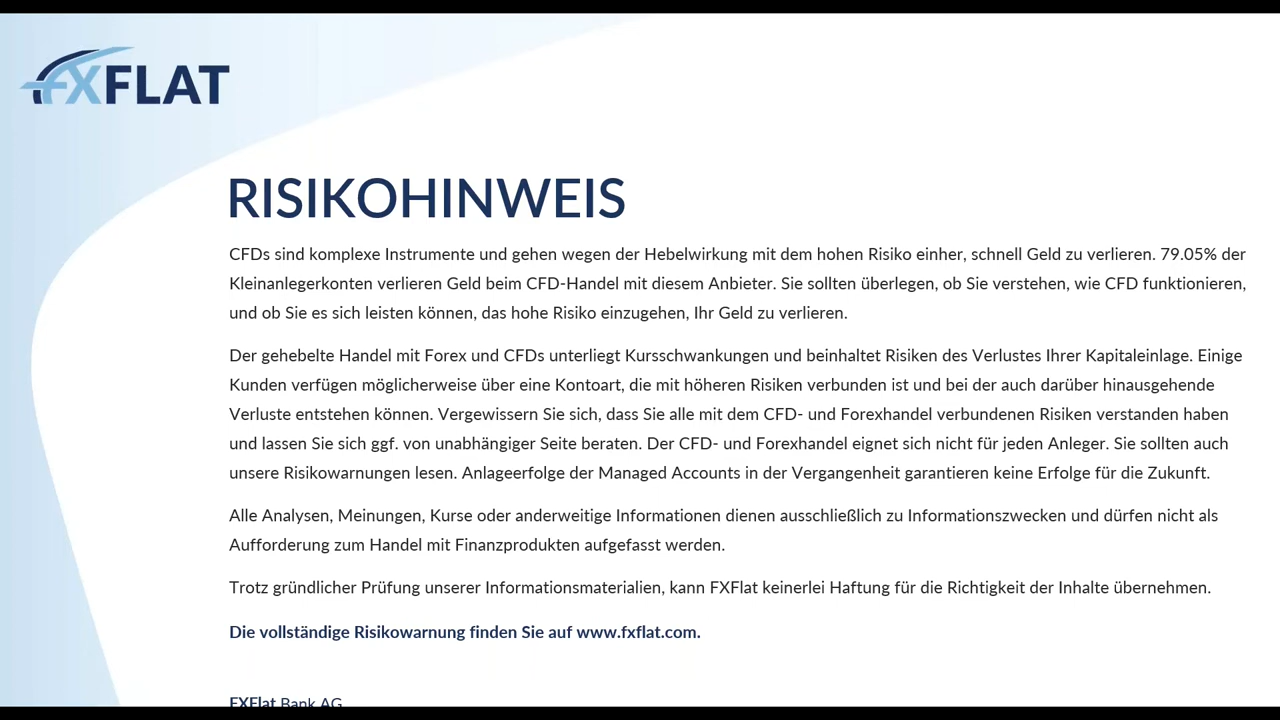 FXFLAT
RISIKOHINWEIS
CFDs sind komplexe Instrumente und gehen wegen der Hebelwirkung mit dem hohen Risiko einher, schnell Geld zu verlieren. 79.05% der
Kleinanlegerkonten verlieren Geld beim CFD-Handel mit diesem Anbieter. Sie sollten überlegen, ob Sie verstehen, wie CFD funktionieren,
und ob Sie es sich leisten können, das hohe Risiko einzugehen, Ihr Geld zu verlieren.
Der gehebelte Handel mit Forex und CFDs unterliegt Kursschwankungen und beinhaltet Risiken des Verlustes Ihrer Kapitaleinlage. Einige
Kunden verfügen möglicherweise über eine Kontoart, die mit höheren Risiken verbunden ist und bei der auch darüber hinausgehende
Verluste entstehen können. Vergewissern Sie sich, dass Sie alle mit dem CFD- und Forexhandel verbundenen Risiken verstanden haben
und lassen Sie sich ggf. von unabhängiger Seite beraten. Der CFD- und Forexhandel eignet sich nicht für jeden Anleger. Sie sollten auch
unsere Risikowarnungen lesen. Anlageerfolge der Managed Accounts in der Vergangenheit garantieren keine Erfolge für die Zukunft.
Alle Analysen, Meinungen, Kurse oder anderweitige Informationen dienen ausschließlich zu Informationszwecken und dürfen nicht als
Aufforderung zum Handel mit Finanzprodukten aufgefasst werden.
Trotz gründlicher Prüfung unserer Informationsmaterialien, kann FXFlat keinerlei Haftung für die Richtigkeit der Inhalte übernehmen.
Die vollständige Risikowarnung finden Sie auf www.fxflat.com.
FXFlat Bank AG